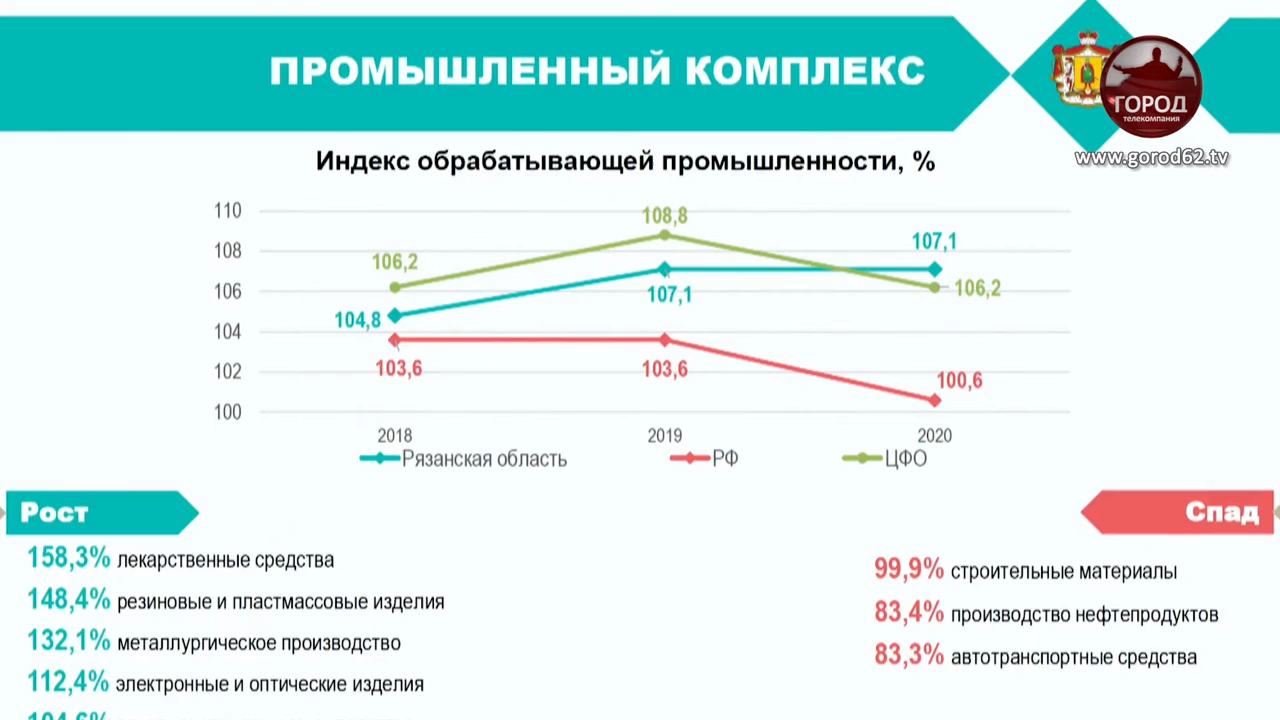 ПРОМЫШЛЕННЫЙ КОМПЛЕКС
ГОРОД
телекомпания
www.gorod62.tv
Индекс обрабатывающей промышленности, %
110
108
106
104
102
100
106,2
108,8
107,1
104,8
107,1
106,2
103,6
103,6
100,6
2018 2019 2020
Рязанская область РФ ЦФО
Рост
158,3% лекарственные средства
148,4% резиновые и пластмассовые изделия
132,1% металлургическое производство
112,4% электронные и оптические изделия
104,6%
Спад
99,9% строительные материалы
83,4% производство нефтепродуктов
83,3% автотранспортные средства